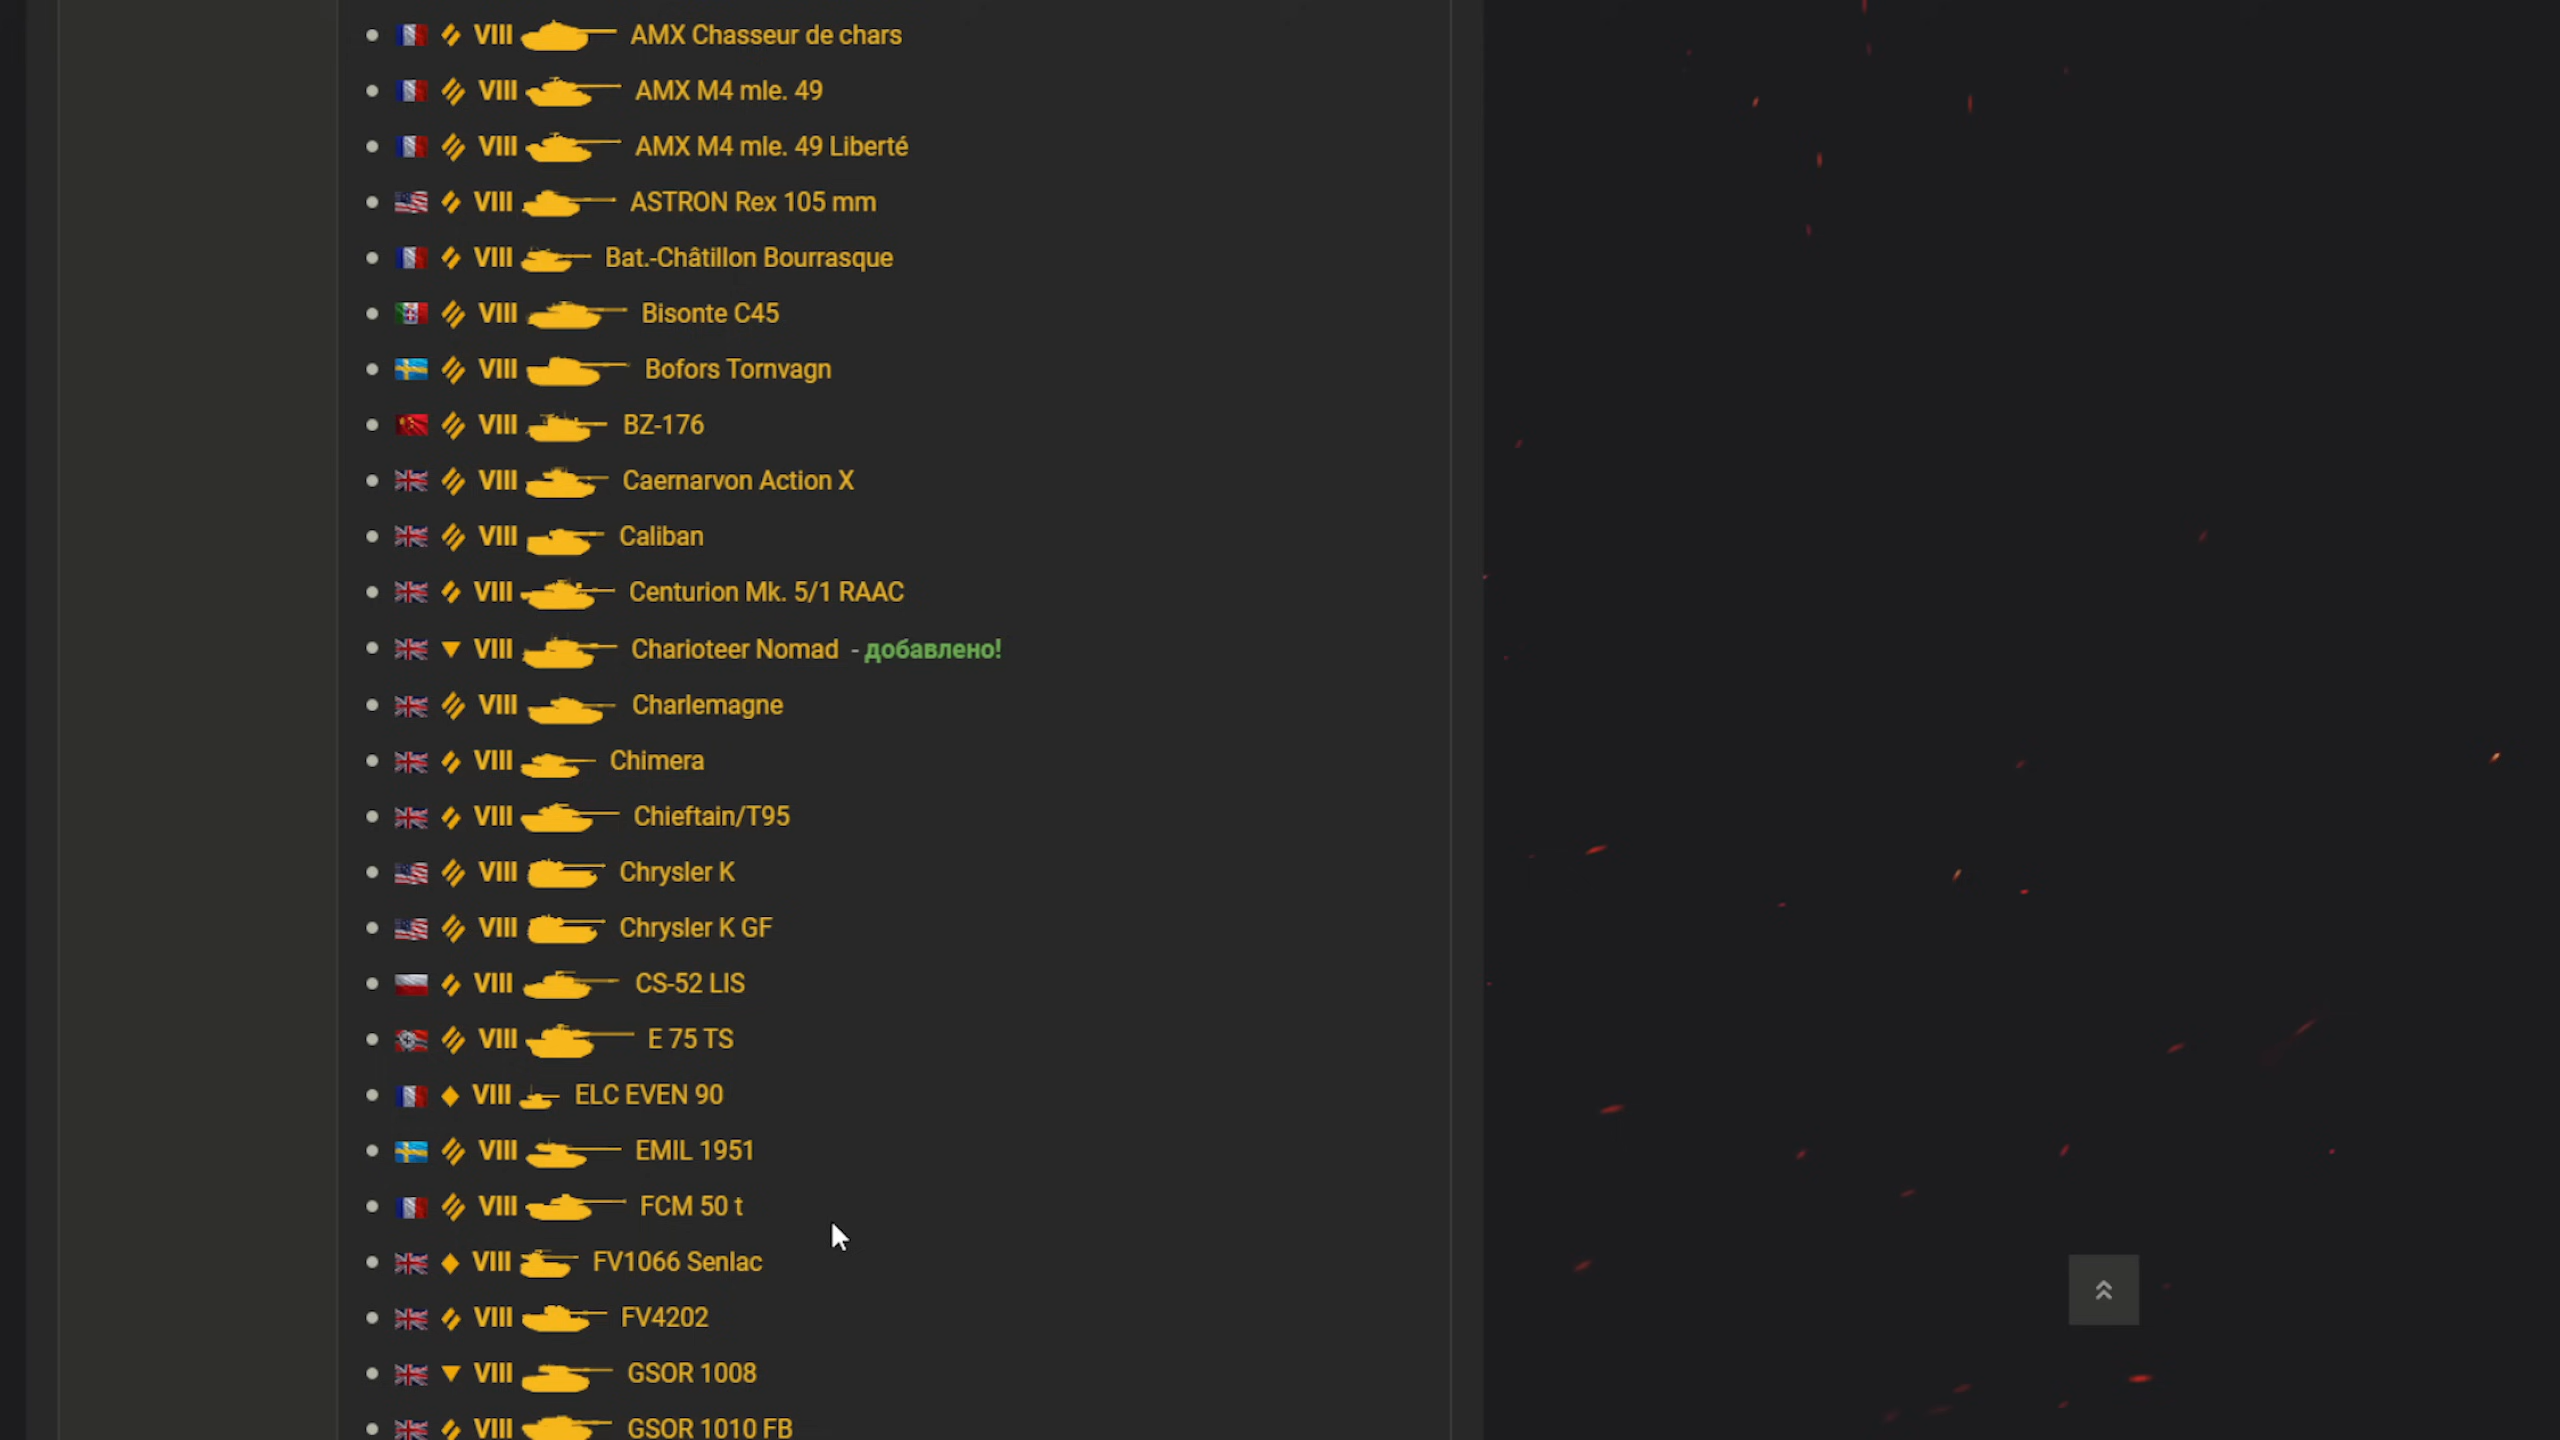 VIII AMX Chasseur de chars
VIII AMX M4 mle. 49
VIII AMX M4 mle. 49 Liberté
VIII ASTRON Rex 105 mm
VIII Bat.-Châtillon Bourrasque
VIII Bisonte C45
VIII Bofors Tornvagn
VIII BZ-176
VIII Caernarvon Action X
VIII Caliban
VIII Centurion Mk. 5/1 RAAC
VIII Charioteer Nomad - добавлено!
VIII Charlemagne
VIII Chimera
VIII Chieftain/T95
VIII Chrysler K
VIII Chrysler K GF
VIII CS-52 LIS
VIII E 75 TS
VIII ELC EVEN 90
VIII EMIL 1951
VIII FCM 50 t
VIII FV1066 Senlac
VIII FV4202
VIII GSOR 1008
VIII GSOR 1010 FB